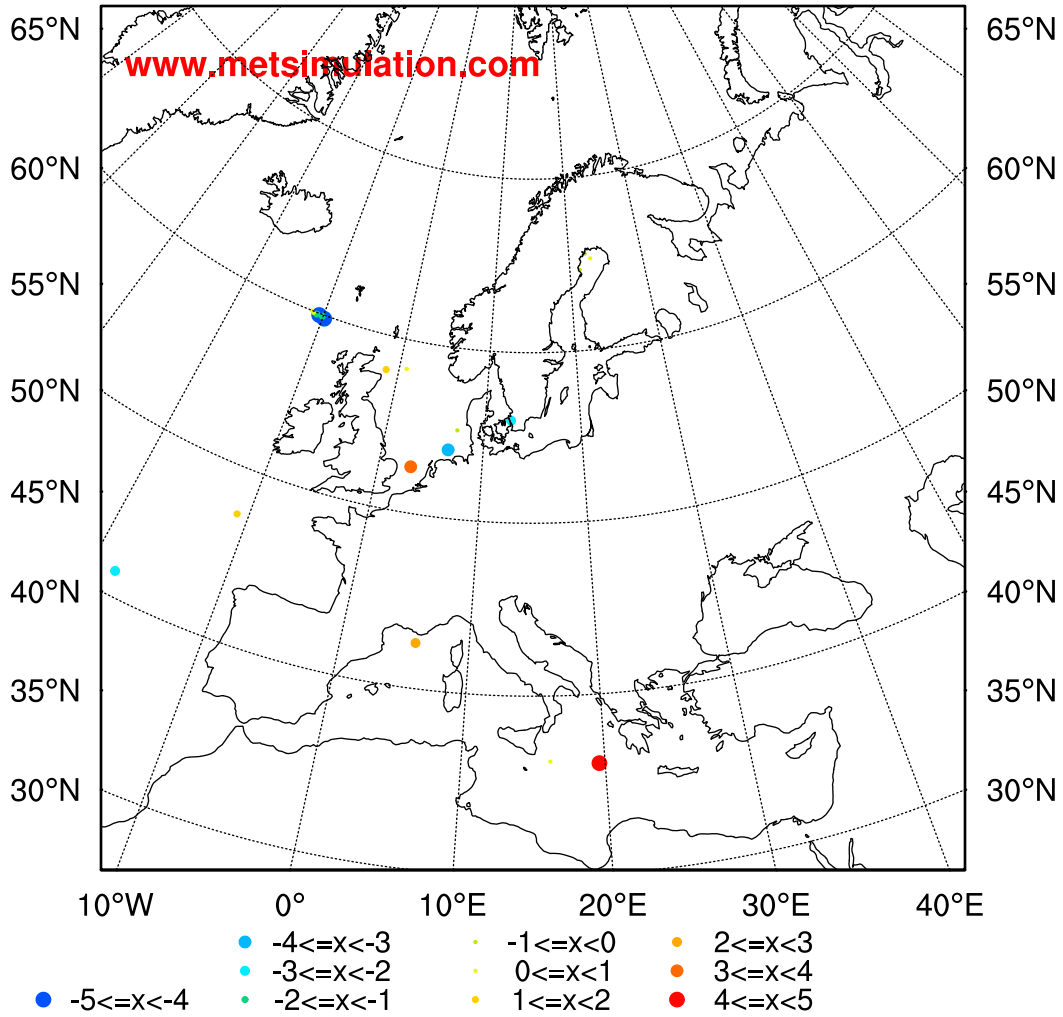 65°N 65°N
www.metsimulation.com
60°N 60°N
55°N 55°N
50°N 50°N
45°N 45°N
40°N 40°N
35°N 35°N
30°N 30°N
10°W 0° 10°E 20°E 30°E 40°E
-4<=x<-3 -1<=x<0 2<=x<3
-3<=x<-2 0<=x<1 3<=x<4
-5<=x<-4 -2<=x<-1 1<=x<2 4<=x<5